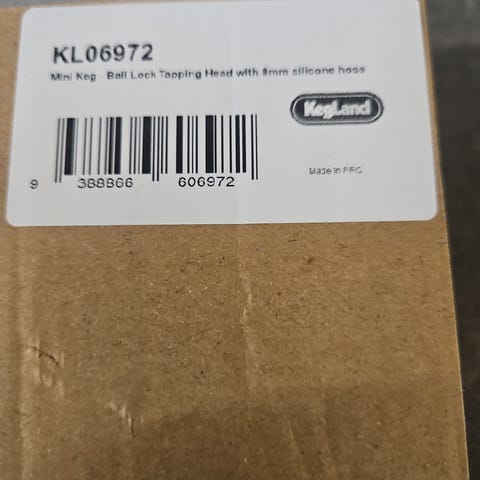 KL06972
Mini Keg - Ball Lock Tapping Head with 8mm silicone hose
KegLand
9 388866 606972
Made in PRC